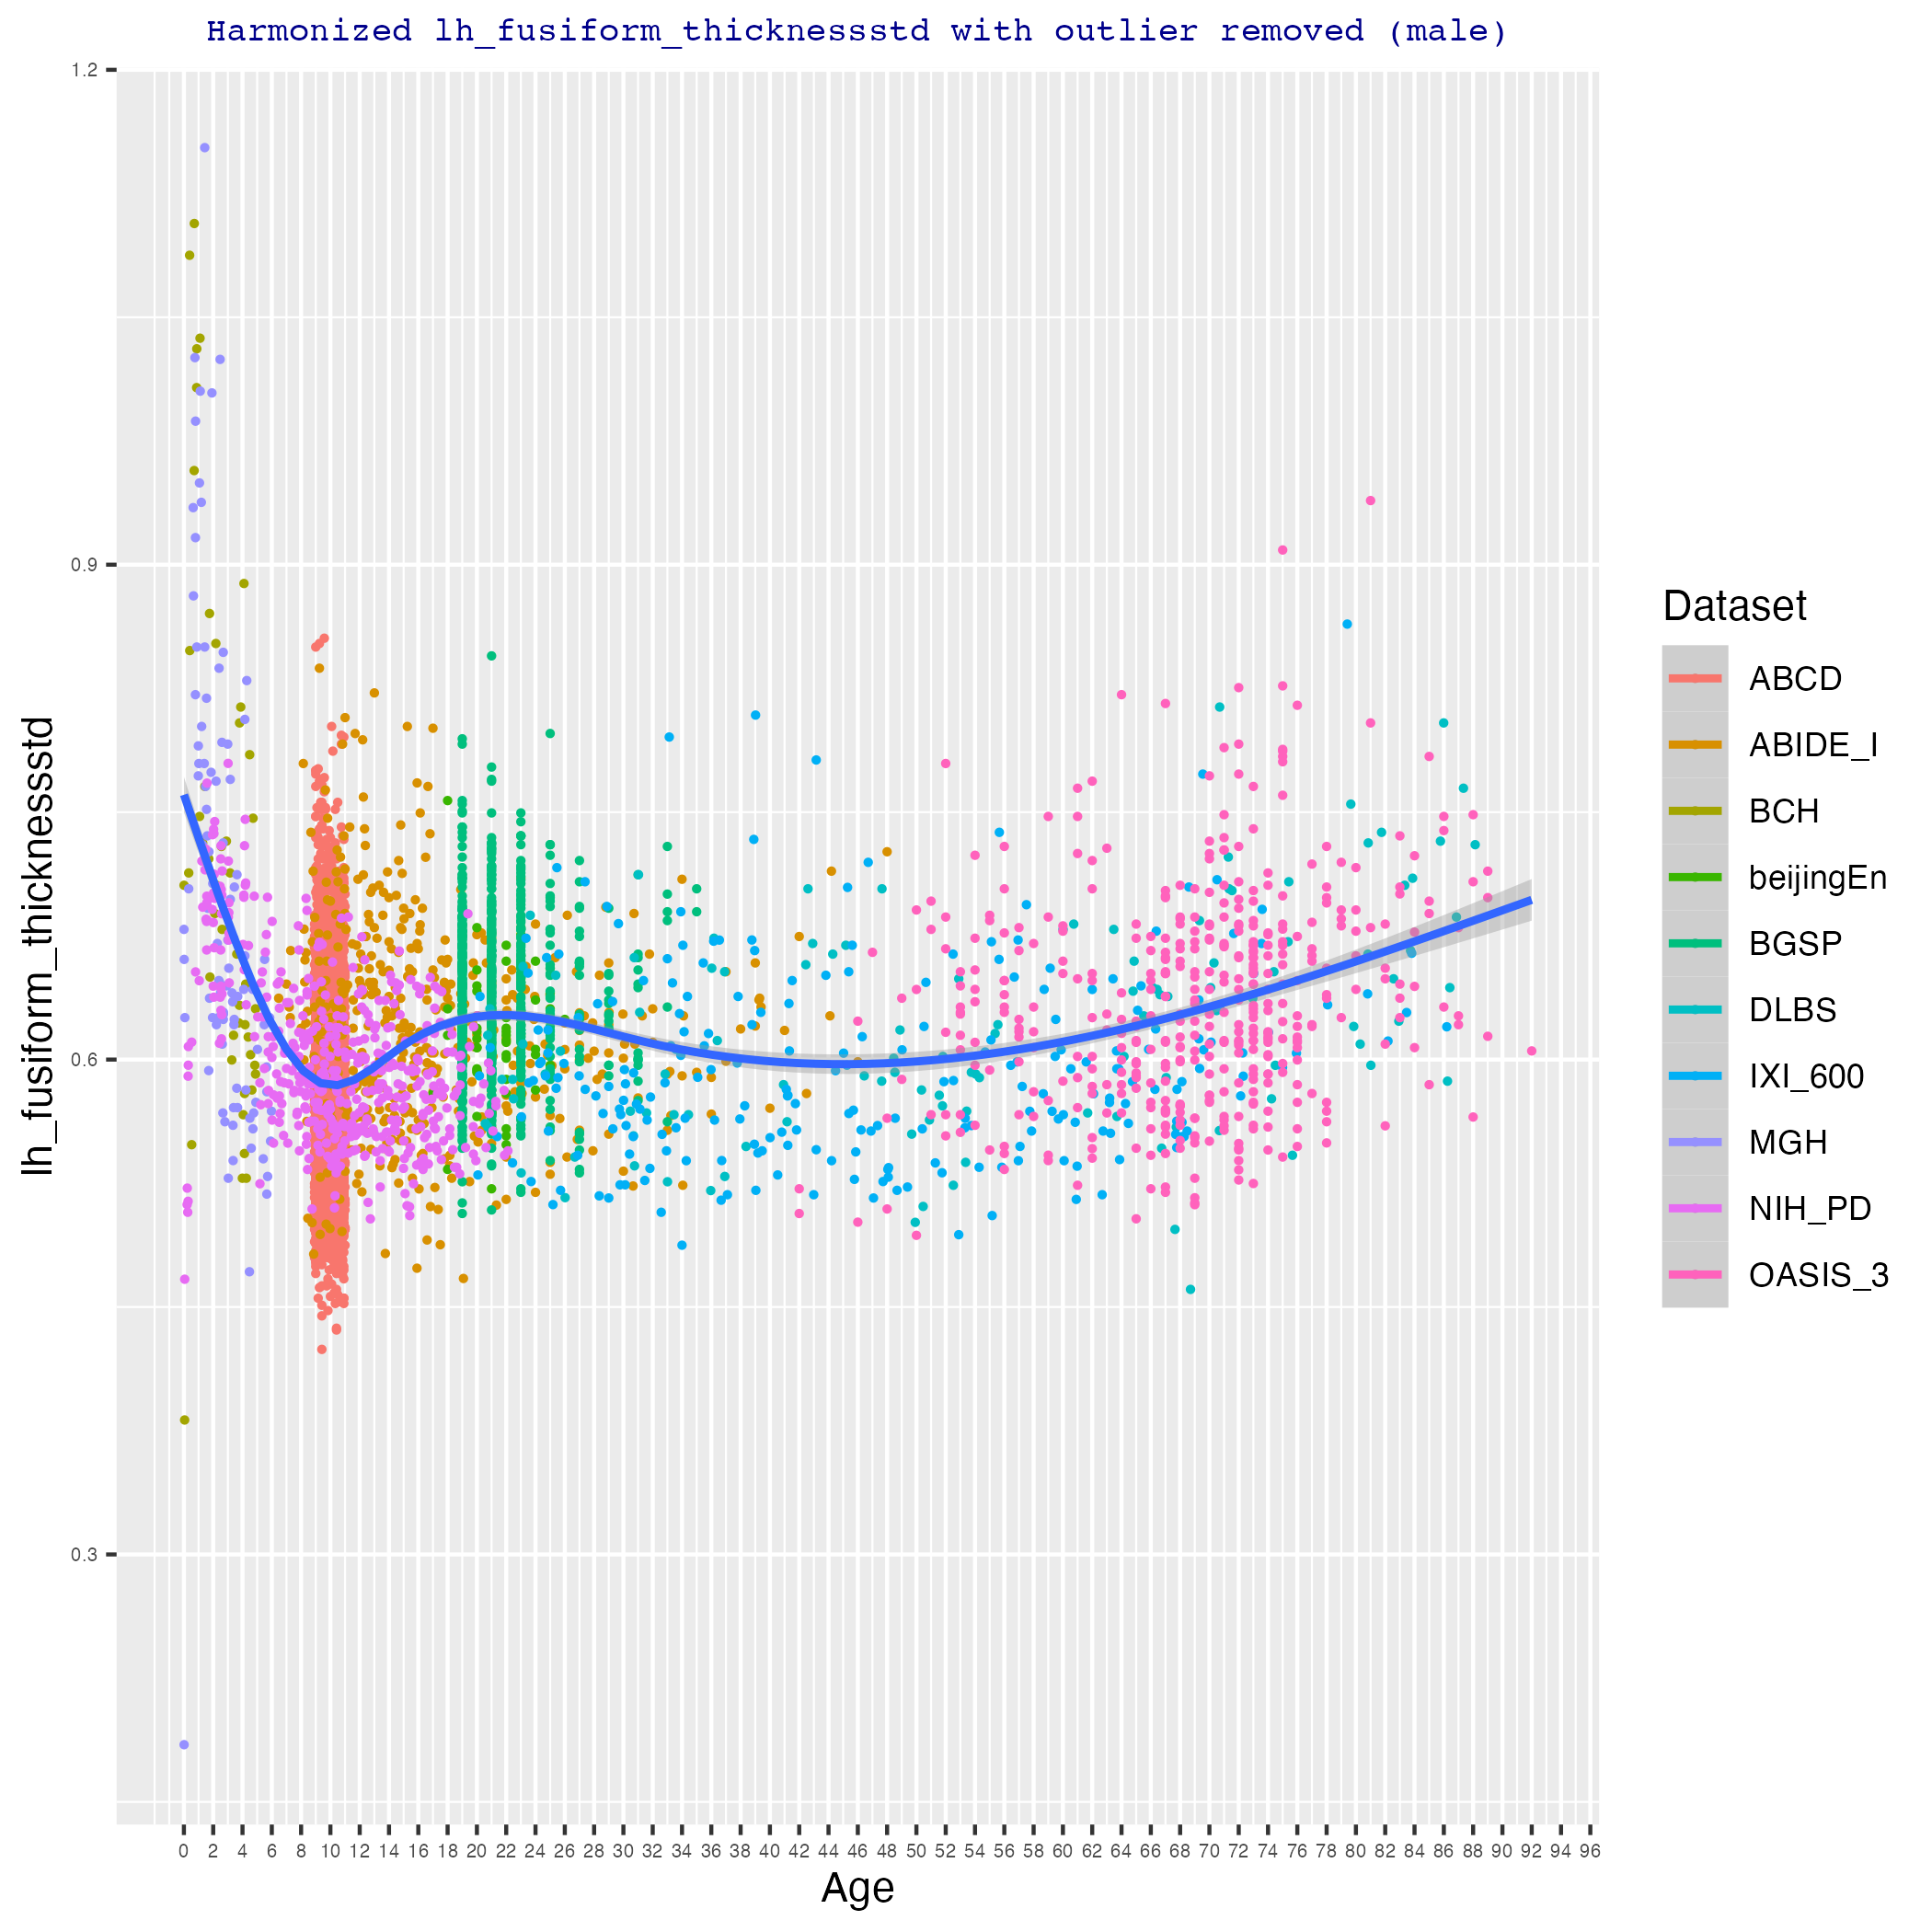 Harmonized lh_fusiform_thicknessstd with outlier removed (male)
1.2
0.9
0.6
0.3
lh_fusiform_thicknessstd
0 2 4 6 8 10 12 14 16 18 20 22 24 26 28 30 32 34 36 38 40 42 44 46 48 50 52 54 56 58 60 62 64 66 68 70 72 74 76 78 80 82 84 86 88 90 92 94 96
Age
Dataset
ABCD
ABIDE_I
BCH
beijingEn
BGSP
DLBS
IXI_600
MGH
NIH_PD
OASIS_3